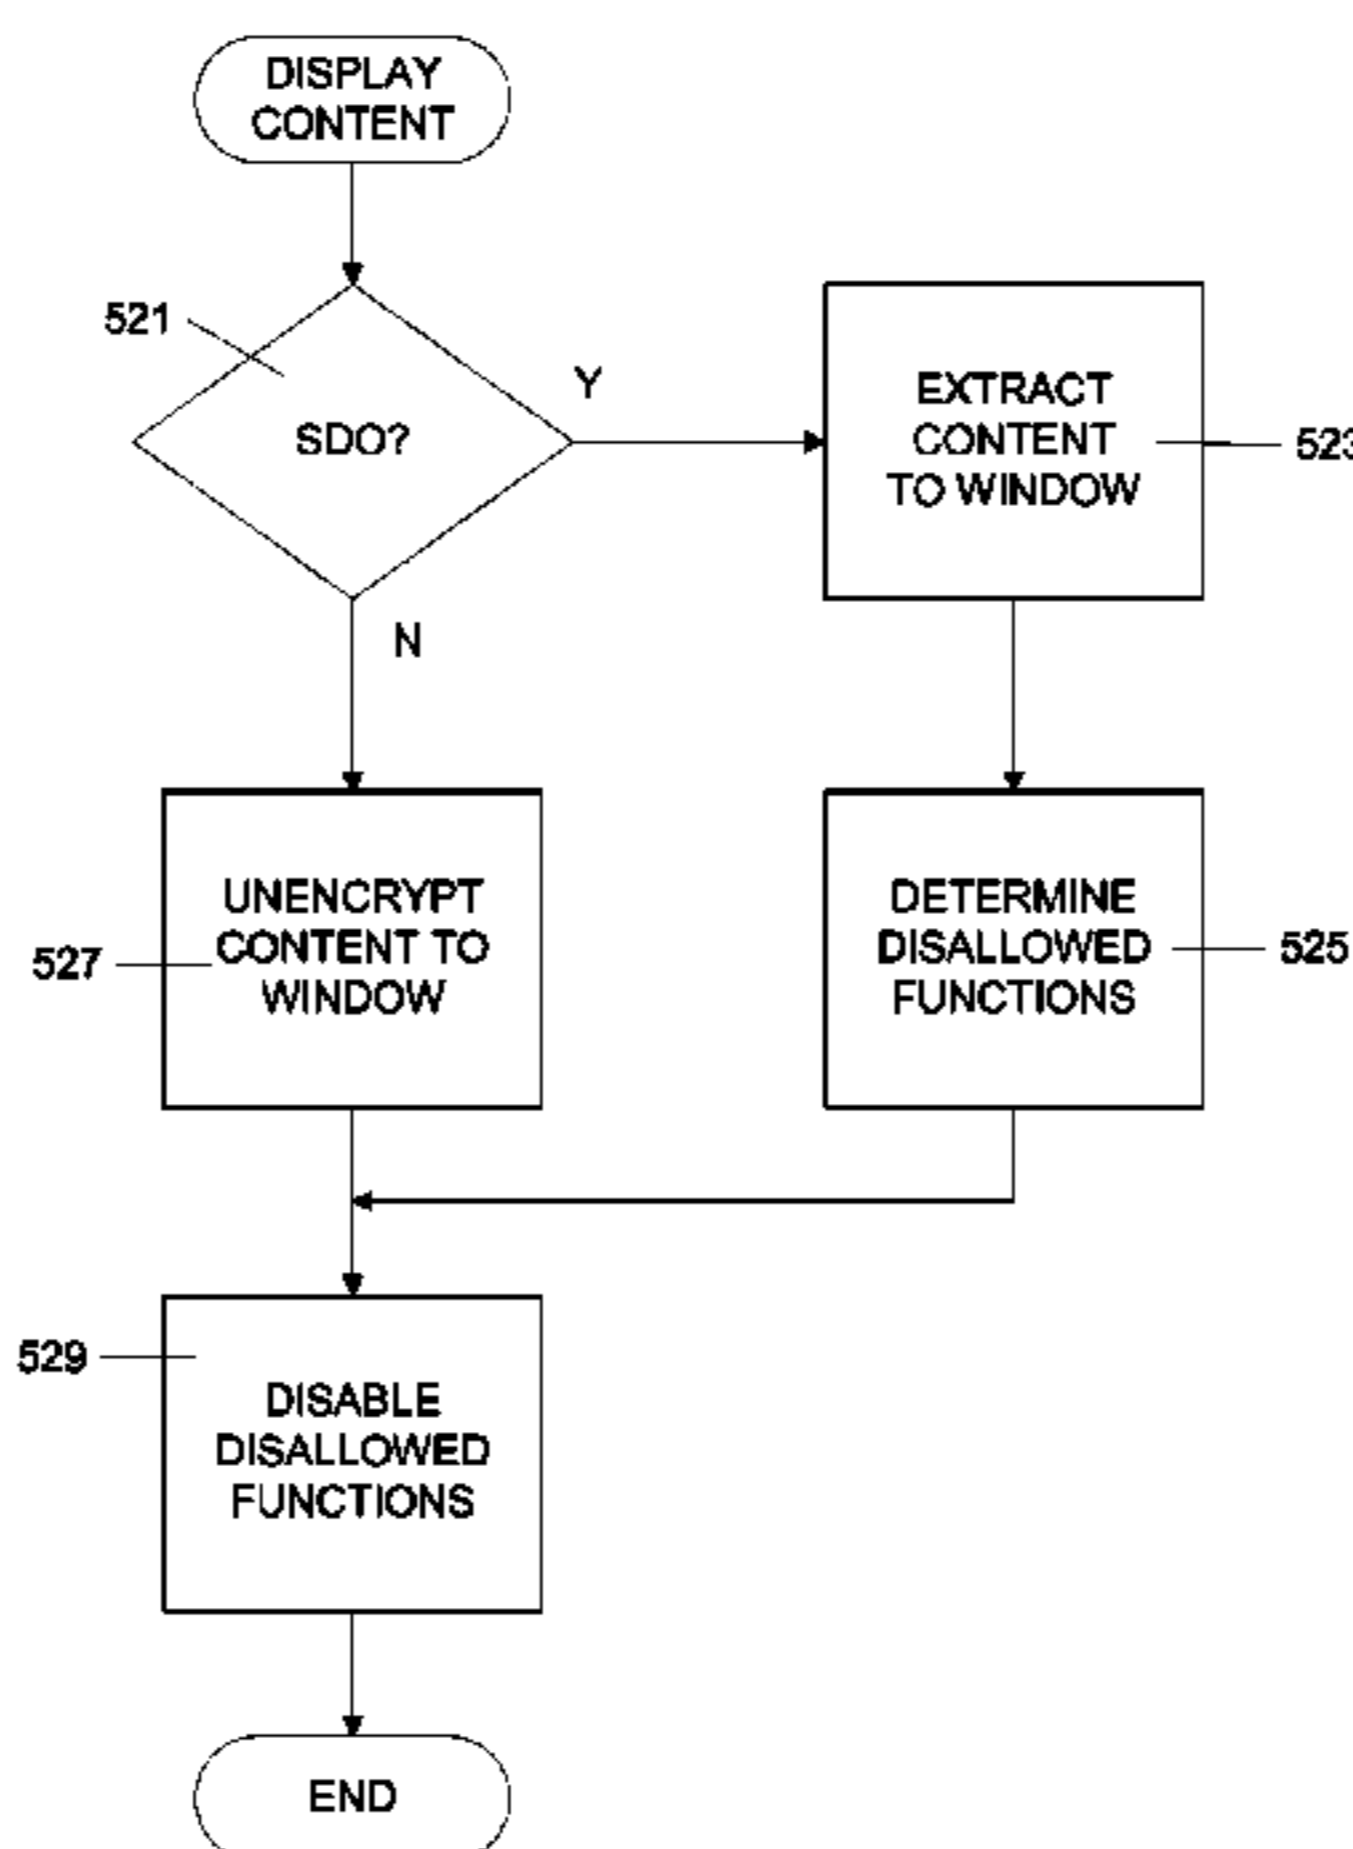 DISPLAY
CONTENT
521
SDO?
Y
N
EXTRACT
CONTENT
TO WINDOW
523
UNENCRYPT
CONTENT TO
WINDOW
527
DETERMINE
DISALLOWED
FUNCTIONS
525
529
DISABLE
DISALLOWED
FUNCTIONS
END